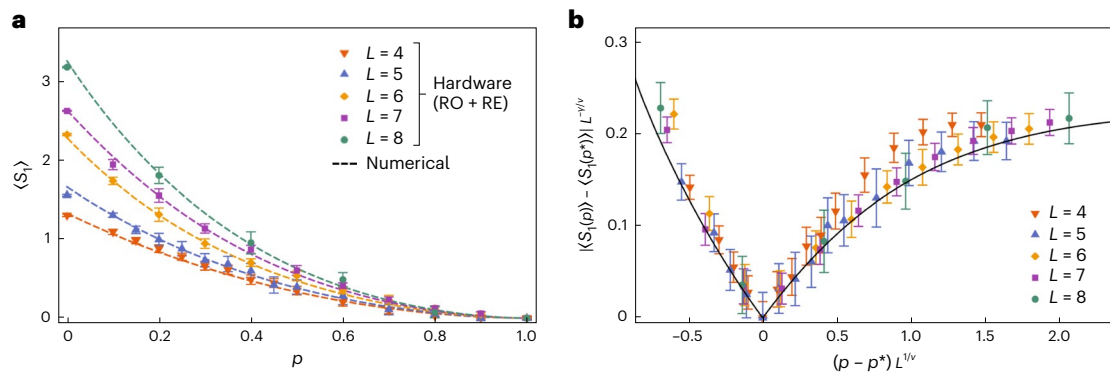 a
3
2
1
0
⟨S₁⟩
0
0.2
0.4
0.6
0.8
1.0
p
L = 4
L = 5
L = 6
L = 7
L = 8
Hardware
(RO + RE)
Numerical
b
0.3
0.2
0.1
0
|⟨S₁(p)⟩ – ⟨S₁(p*)⟩| L^{–γ/ν}
–0.5
0
0.5
1.0
1.5
2.0
(p – p*) L^{1/ν}
L = 4
L = 5
L = 6
L = 7
L = 8